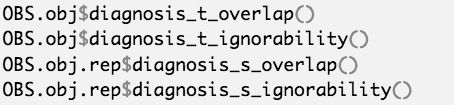 OBS.obj$diagnosis_t_overlap()
OBS.obj$diagnosis_t_ignorability()
OBS.obj.rep$diagnosis_s_overlap()
OBS.obj.rep$diagnosis_s_ignorability()